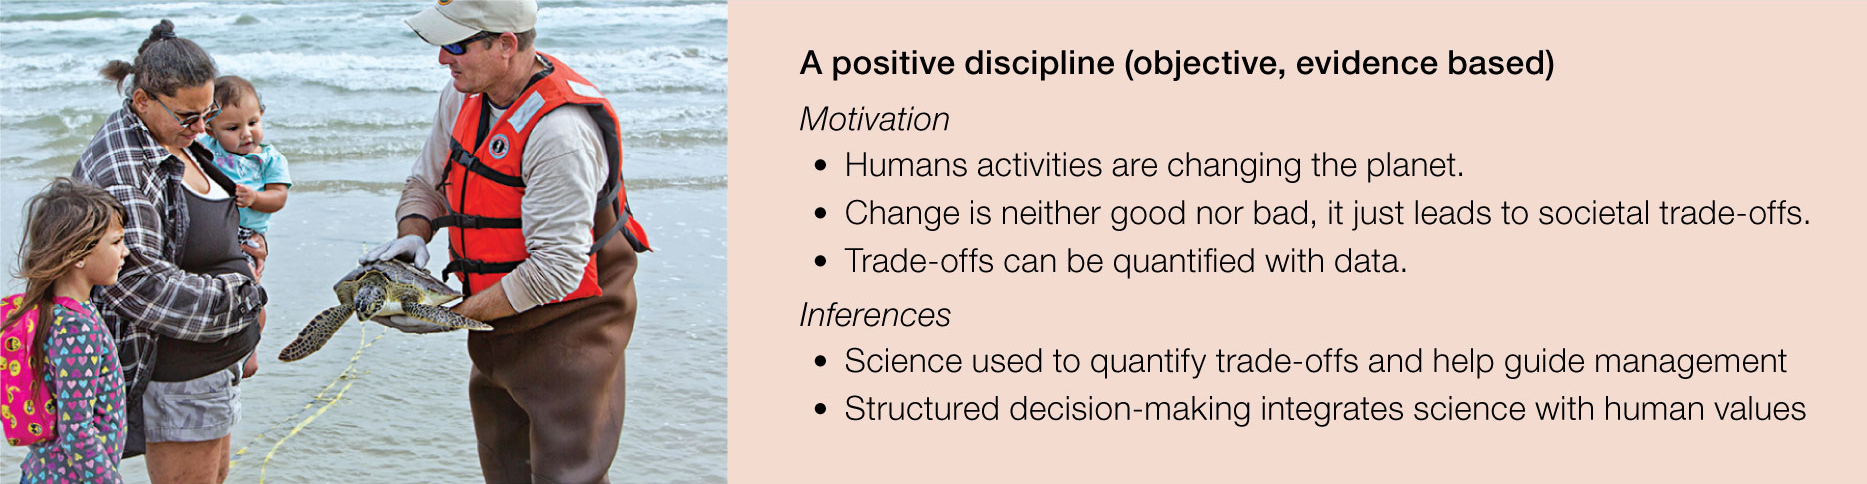 A positive discipline (objective, evidence based)
Motivation
• Humans activities are changing the planet.
• Change is neither good nor bad, it just leads to societal trade-offs.
• Trade-offs can be quantified with data.
Inferences
• Science used to quantify trade-offs and help guide management
• Structured decision-making integrates science with human values